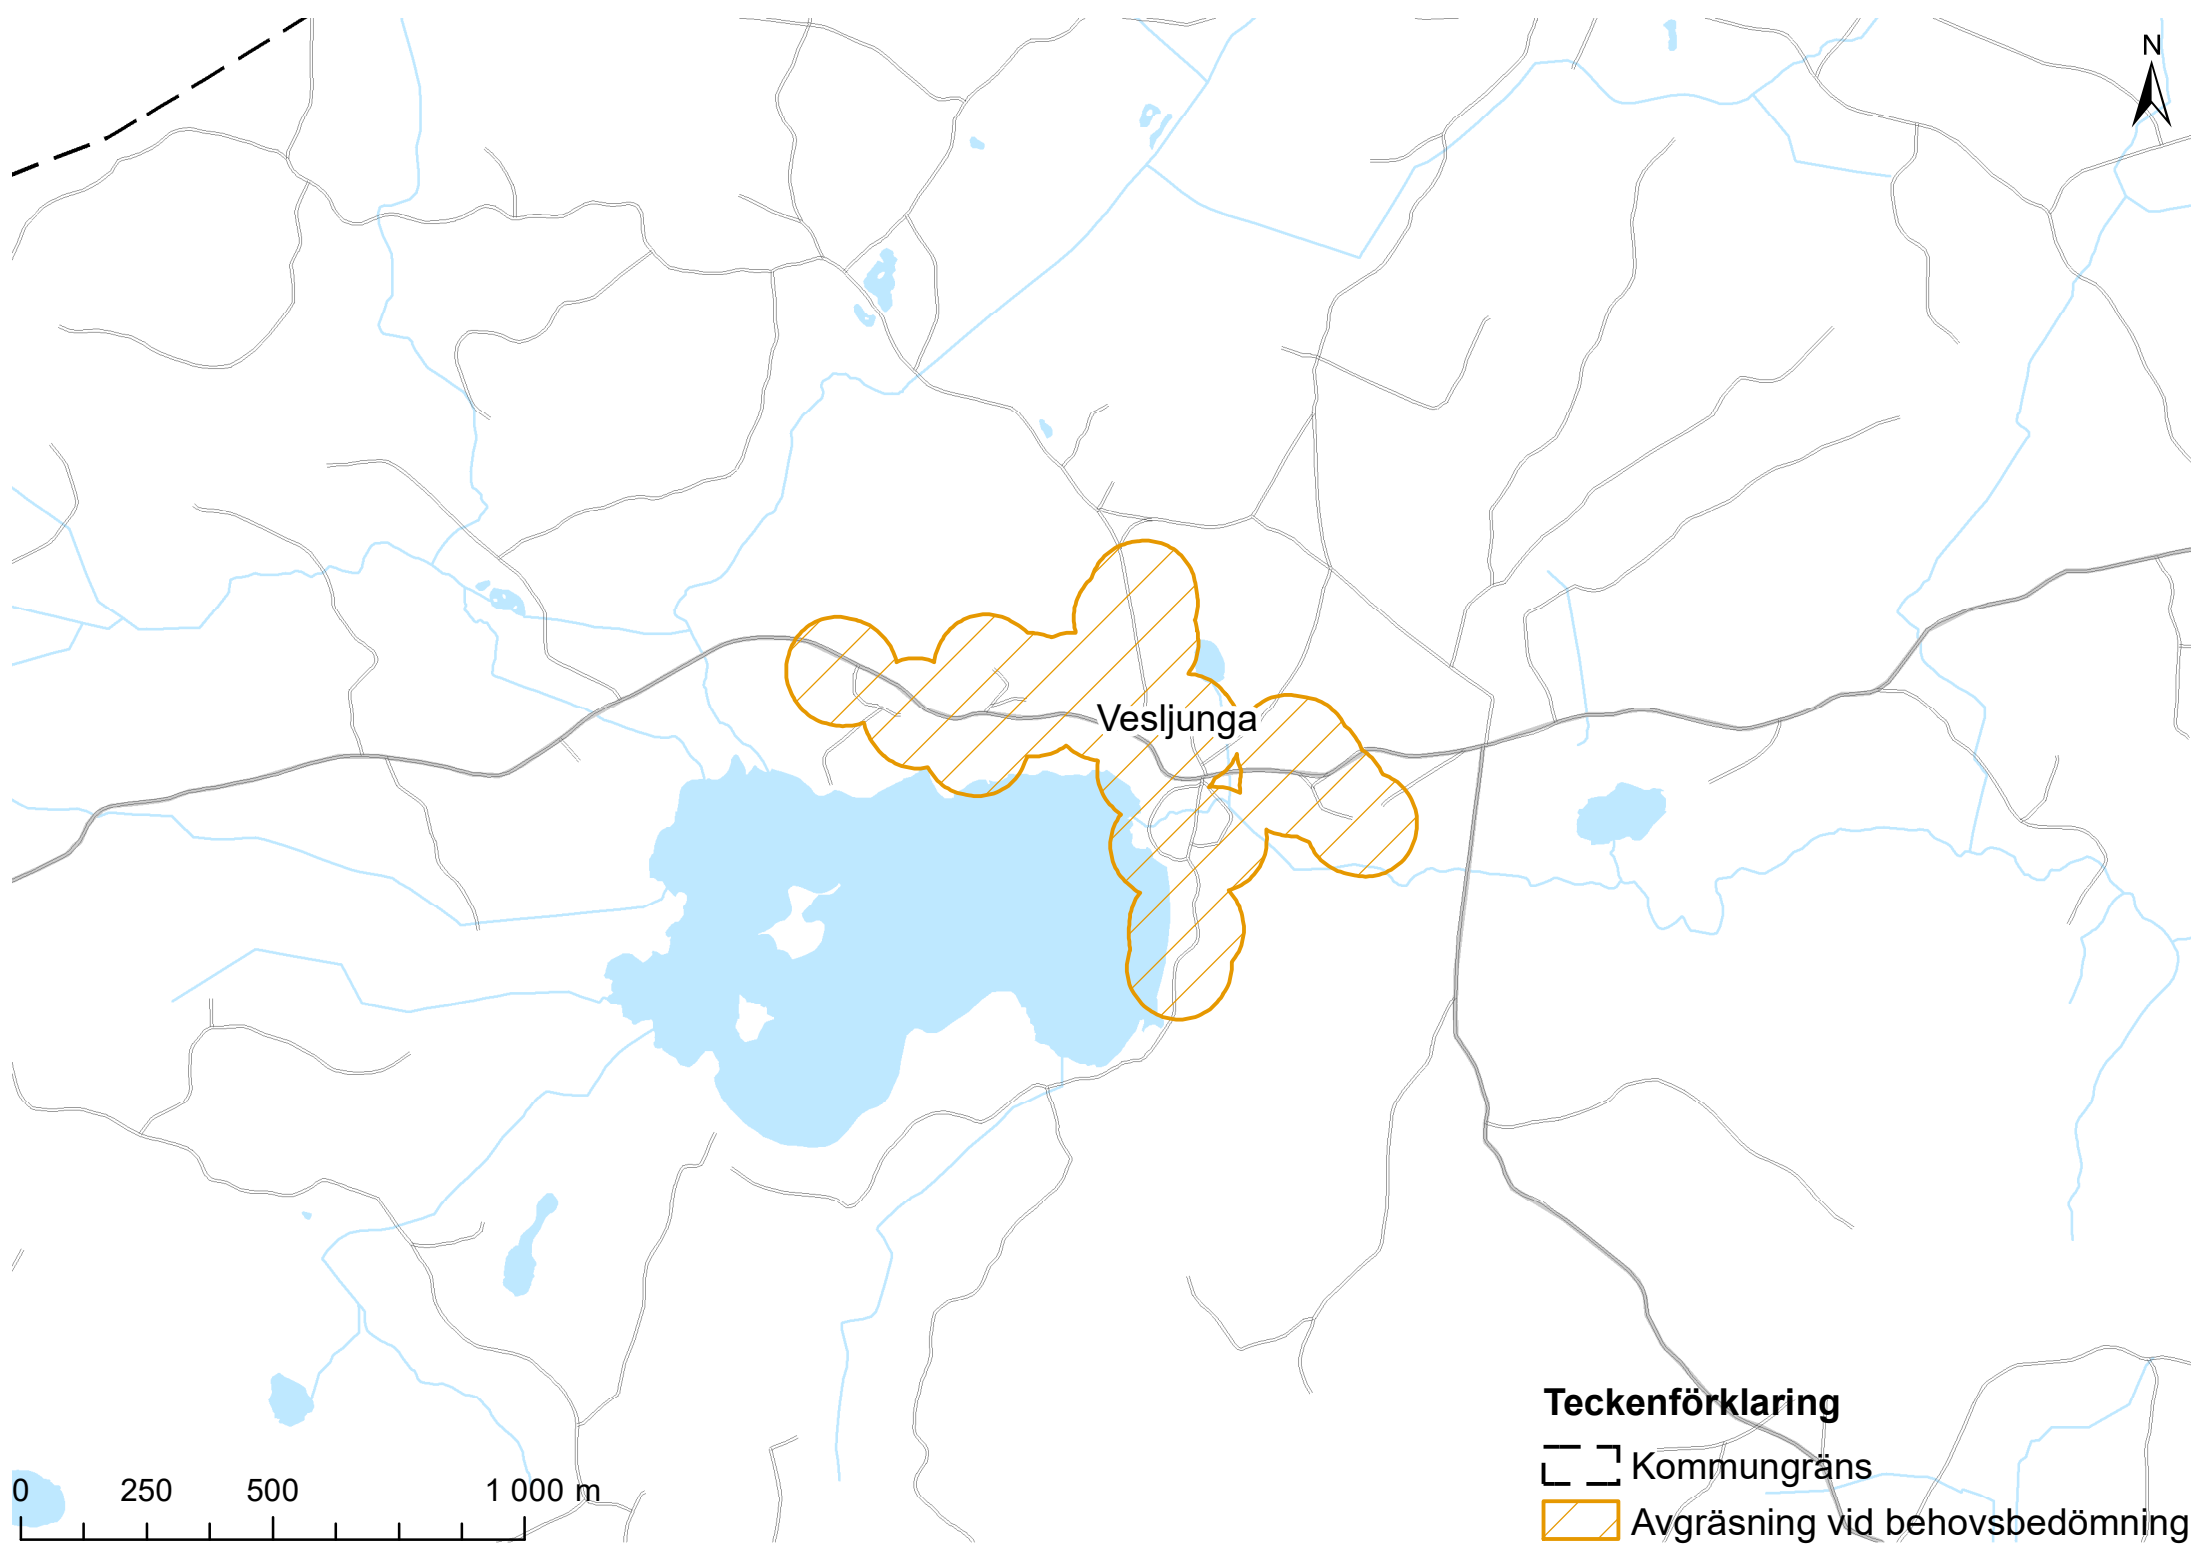 N
Vesljunga
Teckenförklaring
Kommungräns
Avgräsning vid behovsbedömning
0 250 500 1 000 m